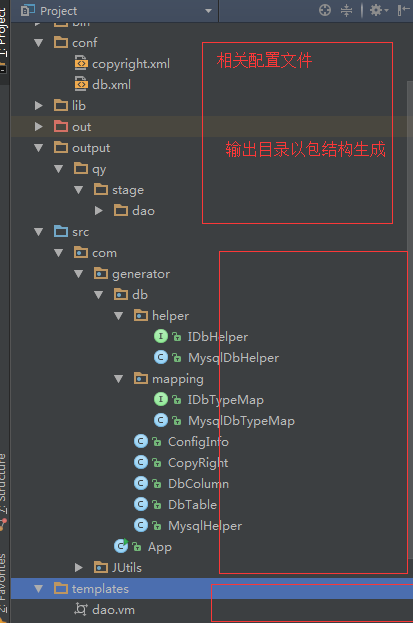 Project
bin
conf
相关配置文件
copyright.xml
db.xml
lib
out
output
输出目录以包结构生成
qy
stage
dao
src
com
generator
db
helper
IDbHelper
MysqlDbHelper
mapping
IDbTypeMap
MysqlDbTypeMap
ConfigInfo
CopyRight
DbColumn
DbTable
MysqlHelper
App
JUtils
templates
dao.vm
1: Project
7: Structure
2: Favorites